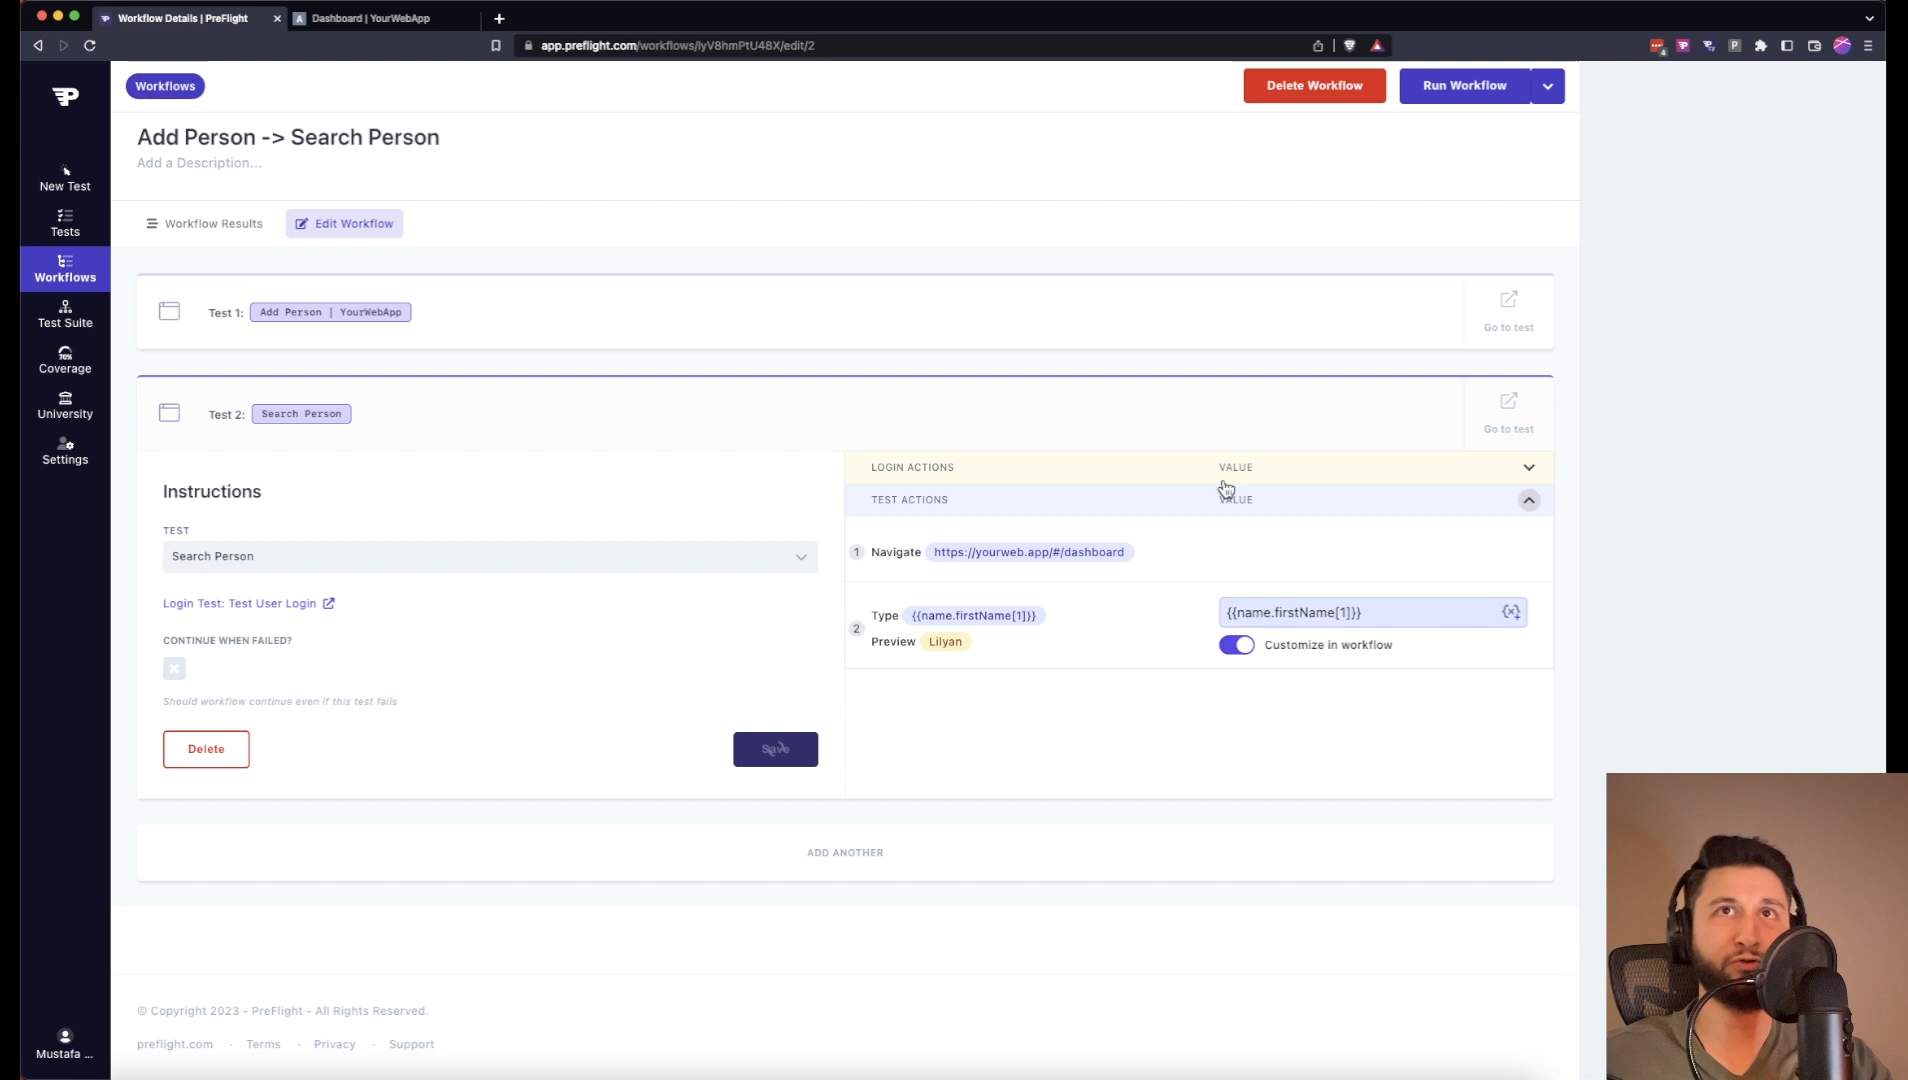 Workflow Details | PreFlight
Dashboard | YourWebApp
app.preflight.com/workflows/lyV8hmPtU48X/edit/2
Workflows
Delete Workflow
Run Workflow
Add Person -> Search Person
Add a Description...
New Test
Tests
Workflows
Test Suite
70%
Coverage
University
Settings
Mustafa ...
Workflow Results
Edit Workflow
Test 1: Add Person | YourWebApp
Go to test
Test 2: Search Person
Go to test
Instructions
TEST
Search Person
Login Test: Test User Login
CONTINUE WHEN FAILED?
Should workflow continue even if this test fails
Delete
Save
LOGIN ACTIONS VALUE
TEST ACTIONS VALUE
1 Navigate https://yourweb.app/#/dashboard
2 Type {{name.firstName[1]}}
Preview Lilyan
{{name.firstName[1]}}
Customize in workflow
ADD ANOTHER
© Copyright 2023 - PreFlight - All Rights Reserved.
preflight.com · Terms · Privacy · Support